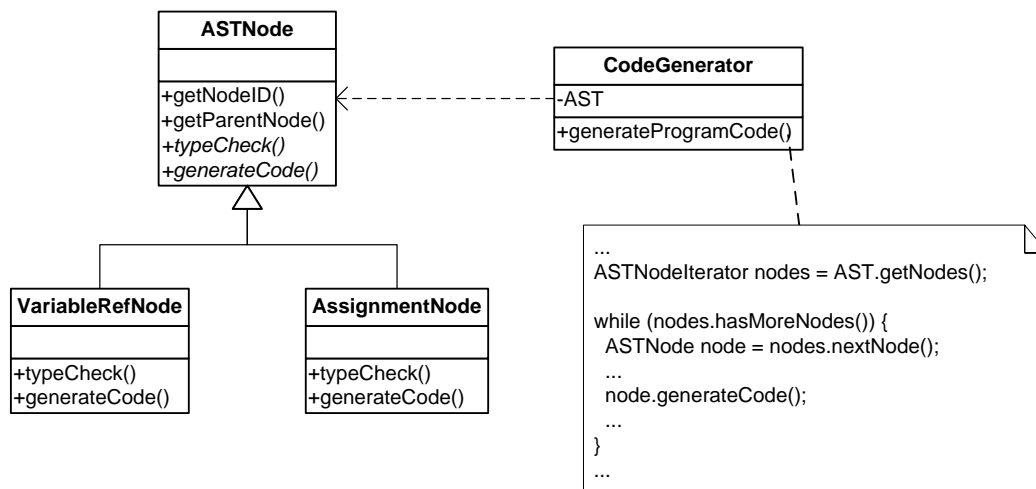 ASTNode
+getNodeID()
+getParentNode()
+typeCheck()
+generateCode()
CodeGenerator
-AST
+generateProgramCode()
VariableRefNode
+typeCheck()
+generateCode()
AssignmentNode
+typeCheck()
+generateCode()
...
ASTNodeIterator nodes = AST.getNodes();
while (nodes.hasMoreNodes()) {
ASTNode node = nodes.nextNode();
...
node.generateCode();
...
}
...